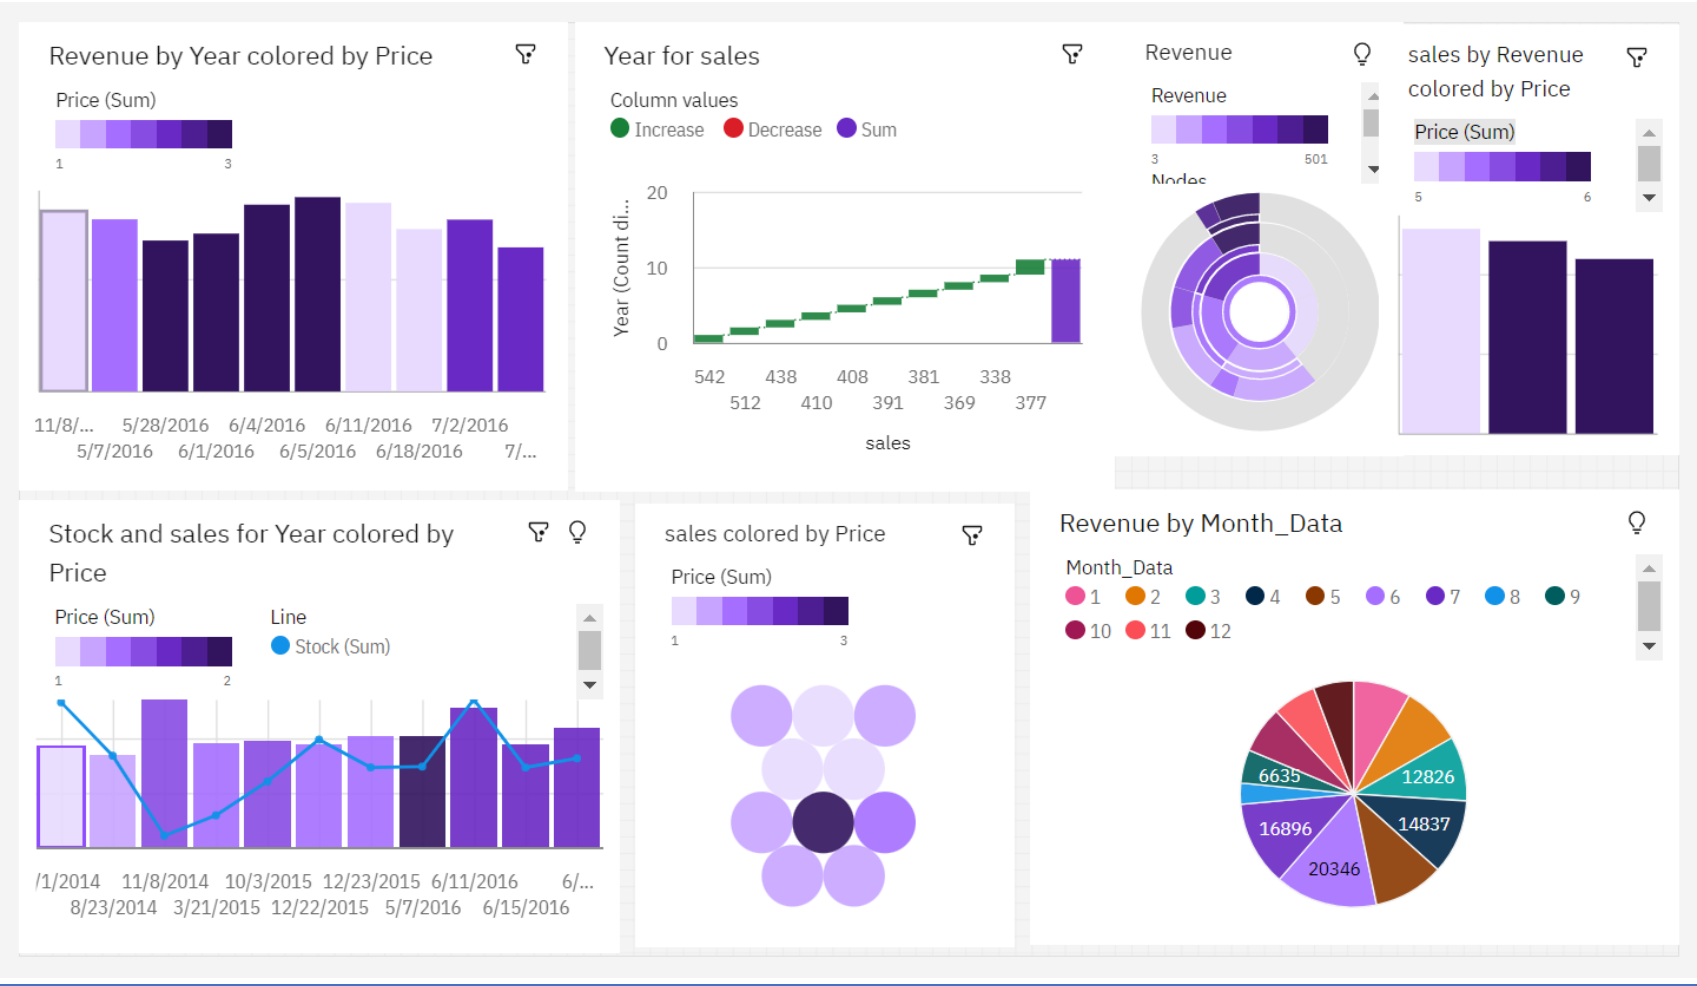 Revenue by Year colored by Price
Price (Sum)
1 3
11/8/... 5/28/2016 6/4/2016 6/11/2016 7/2/2016
5/7/2016 6/1/2016 6/5/2016 6/18/2016 7/...
Year for sales
Column values
Increase Decrease Sum
Year (Count di...
20
10
0
542 438 408 381 338
512 410 391 369 377
sales
Revenue
Revenue
3 501
Nodes
sales by Revenue
colored by Price
Price (Sum)
5 6
Stock and sales for Year colored by
Price
Price (Sum) Line
Stock (Sum)
1 2
/1/2014 11/8/2014 10/3/2015 12/23/2015 6/11/2016 6/...
8/23/2014 3/21/2015 12/22/2015 5/7/2016 6/15/2016
sales colored by Price
Price (Sum)
1 3
Revenue by Month_Data
Month_Data
1 2 3 4 5 6 7 8 9
10 11 12
6635 12826
16896 14837
20346